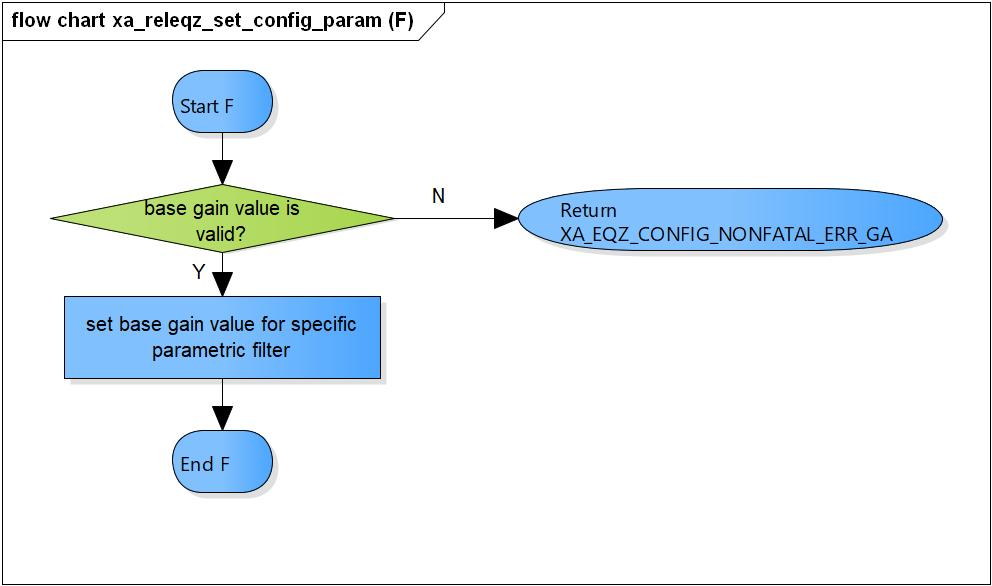 flow chart xa_releqz_set_config_param (F)
Start F
base gain value is
valid?
N
Return
XA_EQZ_CONFIG_NONFATAL_ERR_GA
Y
set base gain value for specific
parametric filter
End F